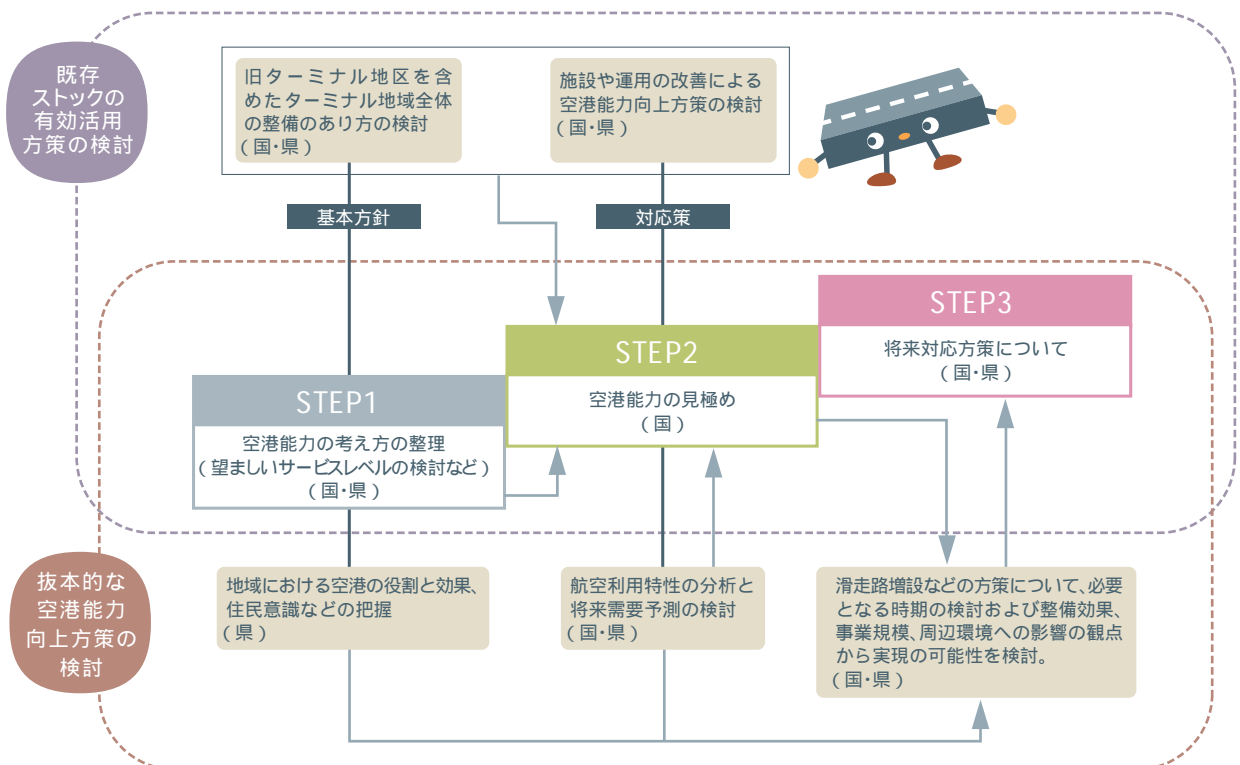 既存
ストックの
有効活用
方策の検討
旧ターミナル地区を含
めたターミナル地域全体
の整備のあり方の検討
(国・県)
施設や運用の改善による
空港能力向上方策の検討
(国・県)
基本方針
対応策
STEP1
空港能力の考え方の整理
(望ましいサービスレベルの検討など)
(国・県)
STEP2
空港能力の見極め
(国)
STEP3
将来対応方策について
(国・県)
抜本的な
空港能力
向上方策の
検討
地域における空港の役割と効果、
住民意識などの把握
(県)
航空利用特性の分析と
将来需要予測の検討
(国・県)
滑走路増設などの方策について、必要
となる時期の検討および整備効果、
事業規模、周辺環境への影響の観点
から実現の可能性を検討。
(国・県)